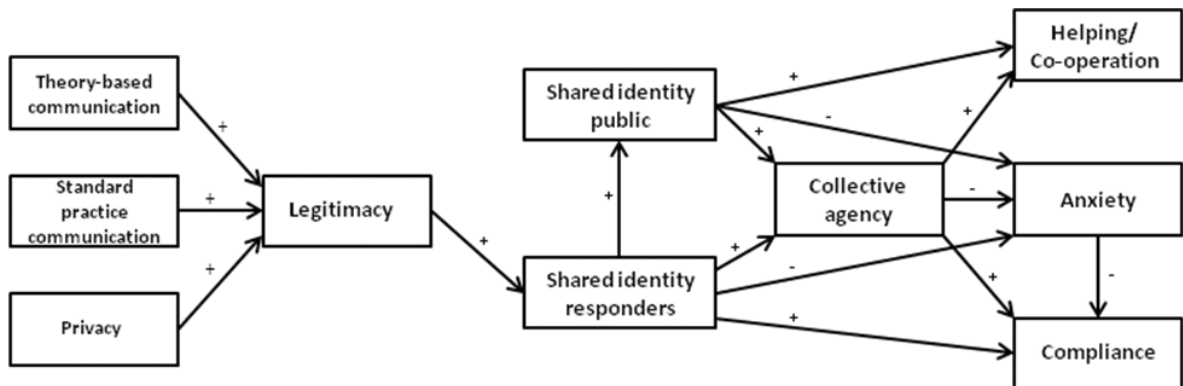 Theory-based
communication
+
Standard
practice
communication
+
Privacy
+
Legitimacy
+
Shared identity
public
+
Shared identity
responders
+
-
+
+
-
+
Collective
agency
+
-
+
Helping/
Co-operation
Anxiety
-
Compliance